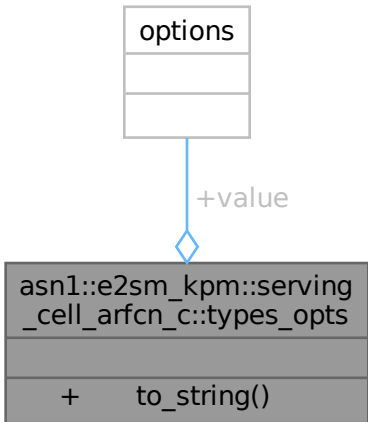 options
+value
asn1::e2sm_kpm::serving
_cell_arfcn_c::types_opts
+ to_string()